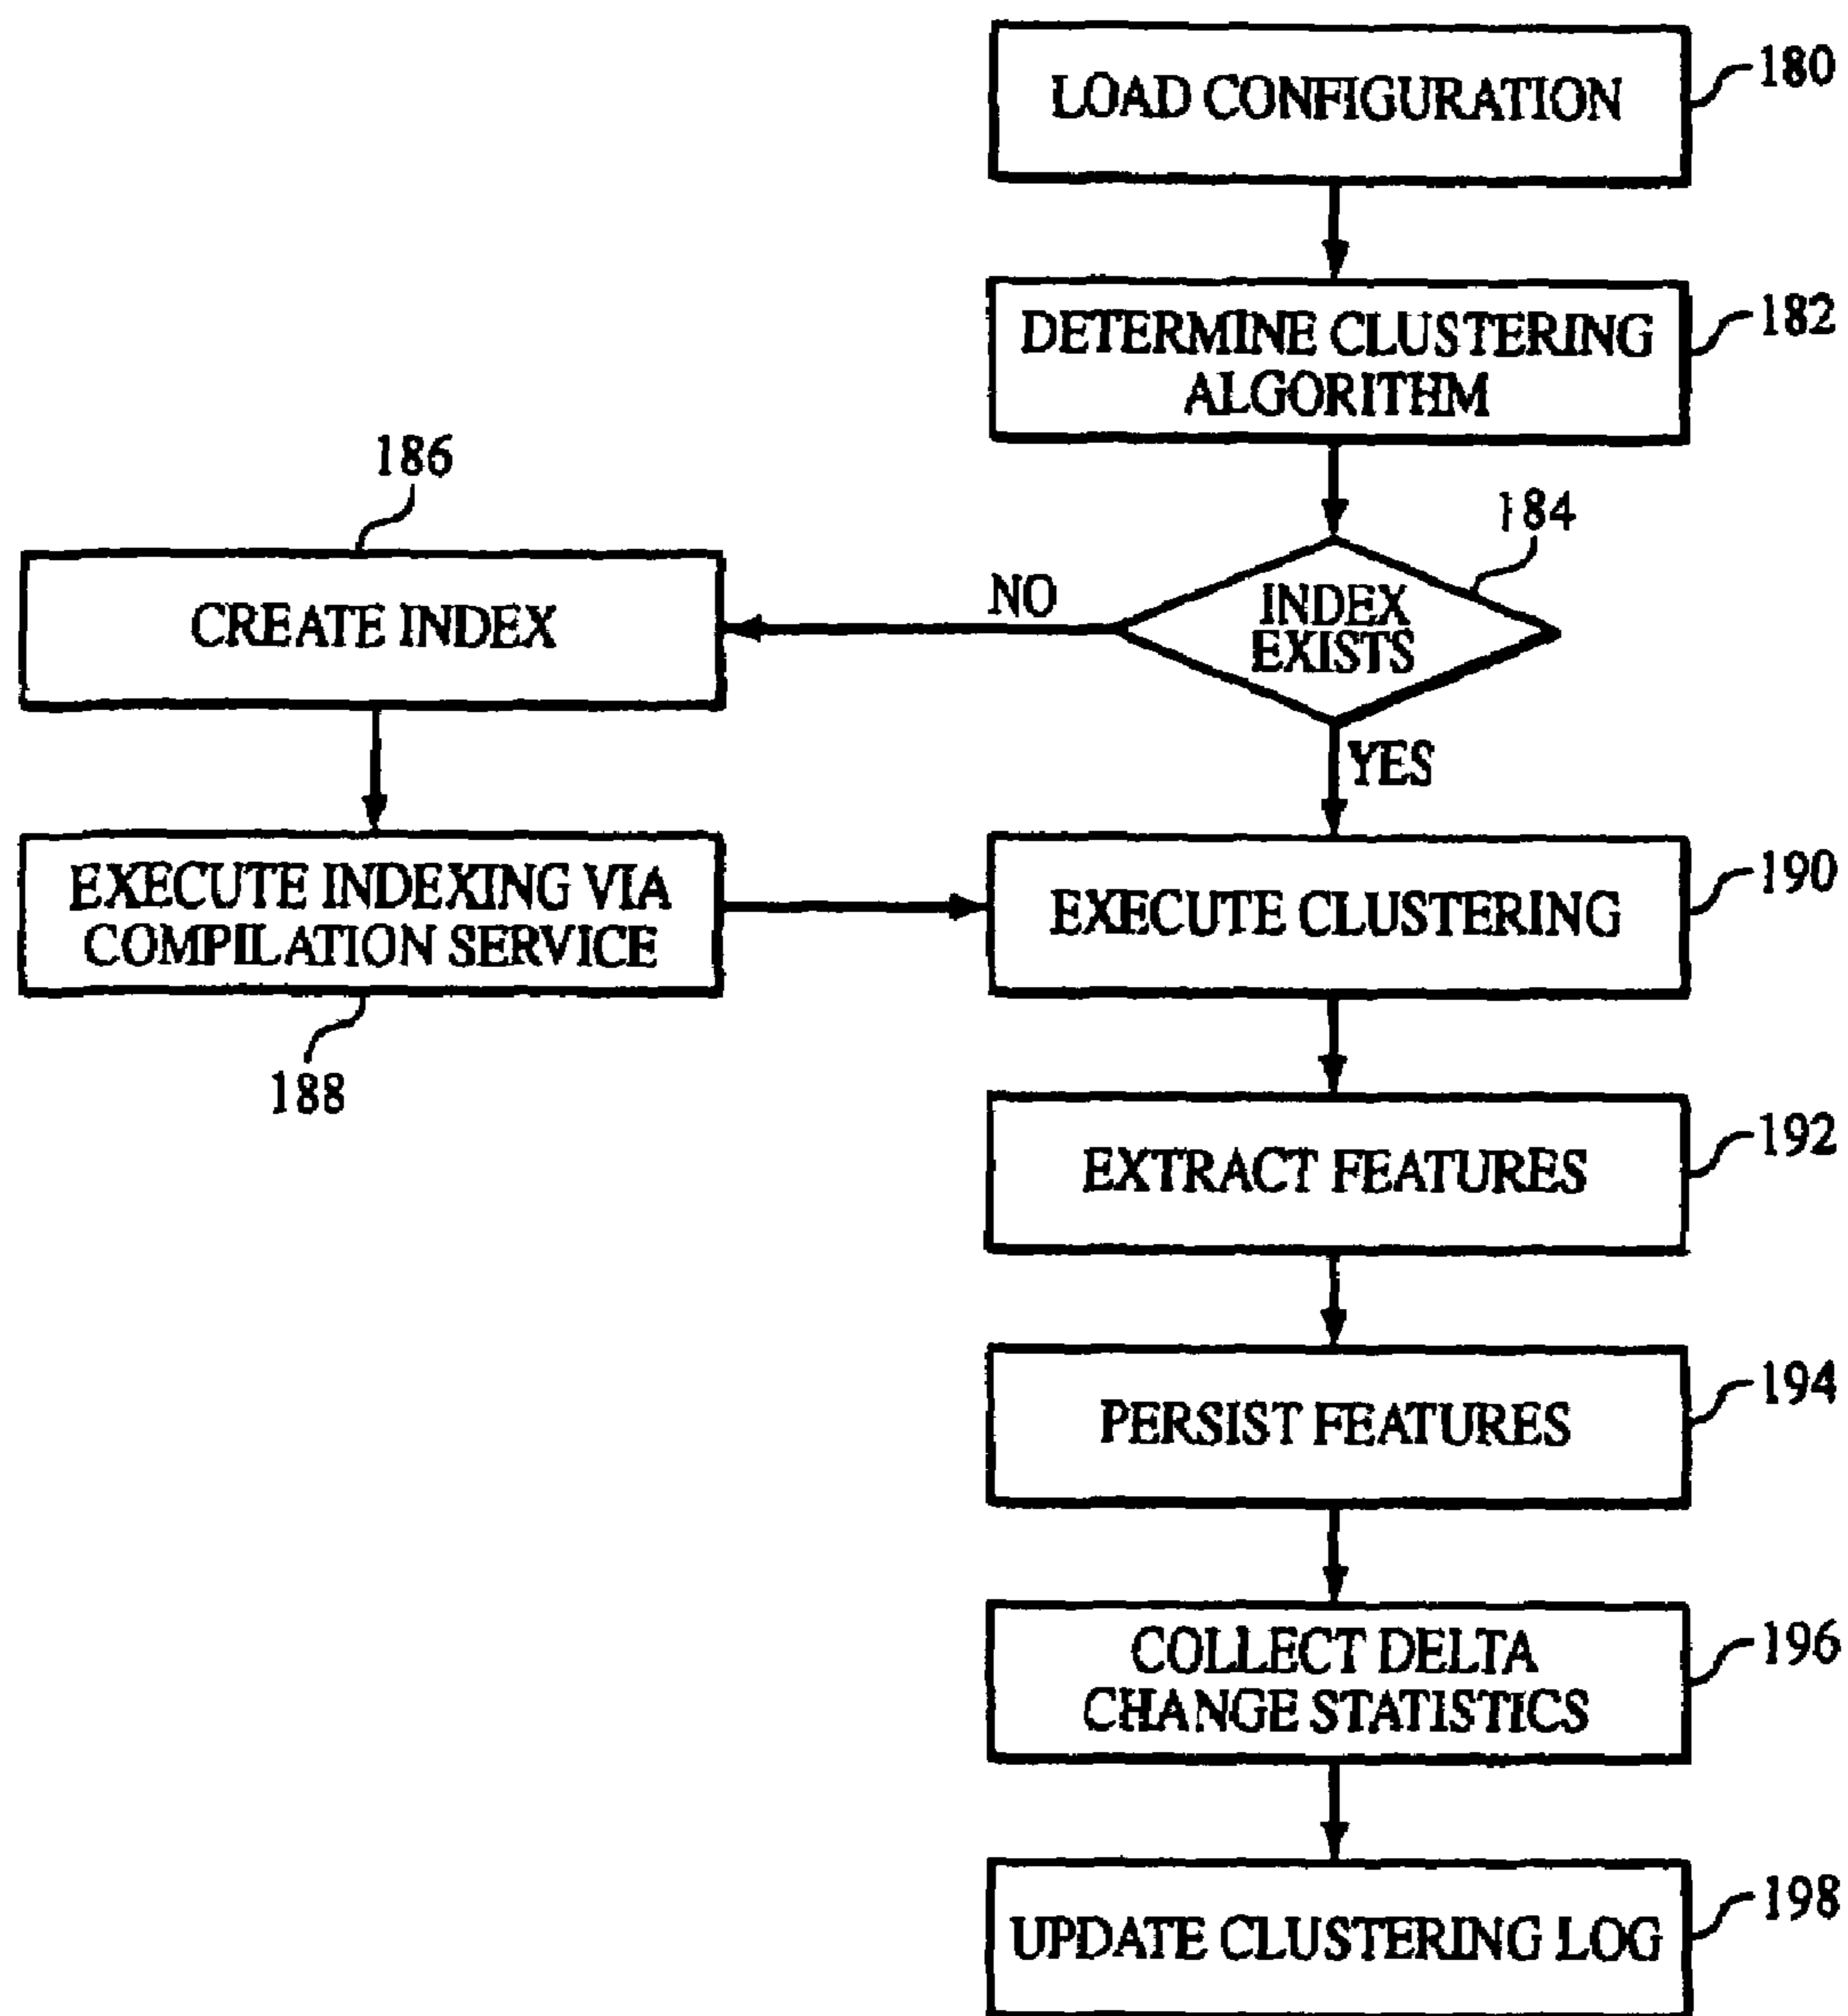 LOAD CONFIGURATION
180
DETERMINE CLUSTERING
ALGORITHM
182
184
INDEX
EXISTS
NO
YES
186
CREATE INDEX
EXECUTE INDEXING VIA
COMPILATION SERVICE
188
EXECUTE CLUSTERING
190
EXTRACT FEATURES
192
PERSIST FEATURES
194
COLLECT DELTA
CHANGE STATISTICS
196
UPDATE CLUSTERING LOG
198